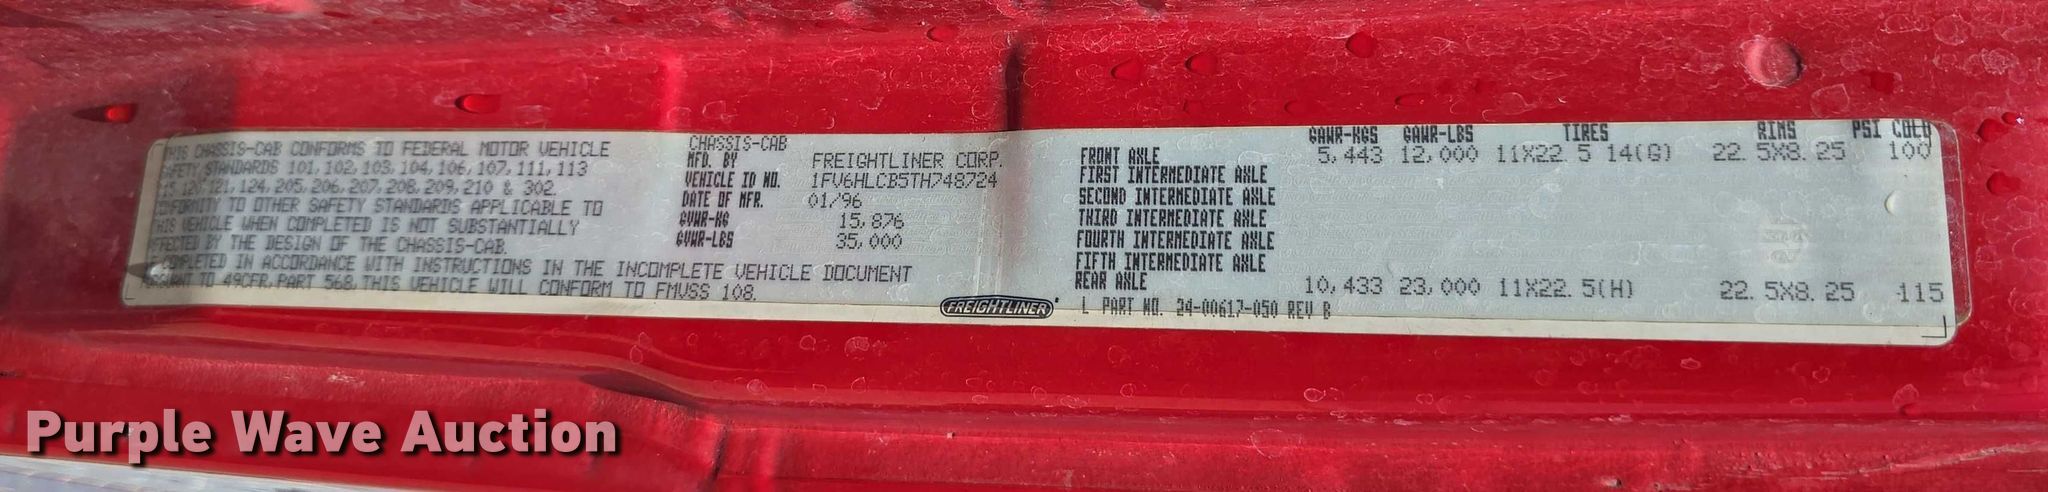 THIS CHASSIS-CAB CONFORMS TO FEDERAL MOTOR VEHICLE
SAFETY STANDARDS 101, 102, 103, 104, 106, 107, 111, 113
115, 120, 121, 124, 205, 206, 207, 208, 209, 210 & 302.
CONFORMITY TO OTHER SAFETY STANDARDS APPLICABLE TO
THIS VEHICLE WHEN COMPLETED IS NOT SUBSTANTIALLY
AFFECTED BY THE DESIGN OF THE CHASSIS-CAB.
COMPLETED IN ACCORDANCE WITH INSTRUCTIONS IN THE INCOMPLETE VEHICLE DOCUMENT
PURSUANT TO 49CFR, PART 568, THIS VEHICLE WILL CONFORM TO FMVSS 108.
CHASSIS-CAB
MFD. BY FREIGHTLINER CORP.
VEHICLE ID NO. 1FV6HLCB5TH748724
DATE OF MFR. 01/96
GVWR-KG 15,876
GVWR-LBS 35,000
FREIGHTLINER
GAWR-KGS GAWR-LBS TIRES RIMS PSI COLD
FRONT AXLE 5,443 12,000 11X22.5 14(G) 22.5X8.25 100
FIRST INTERMEDIATE AXLE
SECOND INTERMEDIATE AXLE
THIRD INTERMEDIATE AXLE
FOURTH INTERMEDIATE AXLE
FIFTH INTERMEDIATE AXLE
REAR AXLE 10,433 23,000 11X22.5(H) 22.5X8.25 115
L PART NO. 24-00617-050 REV B
Purple Wave Auction